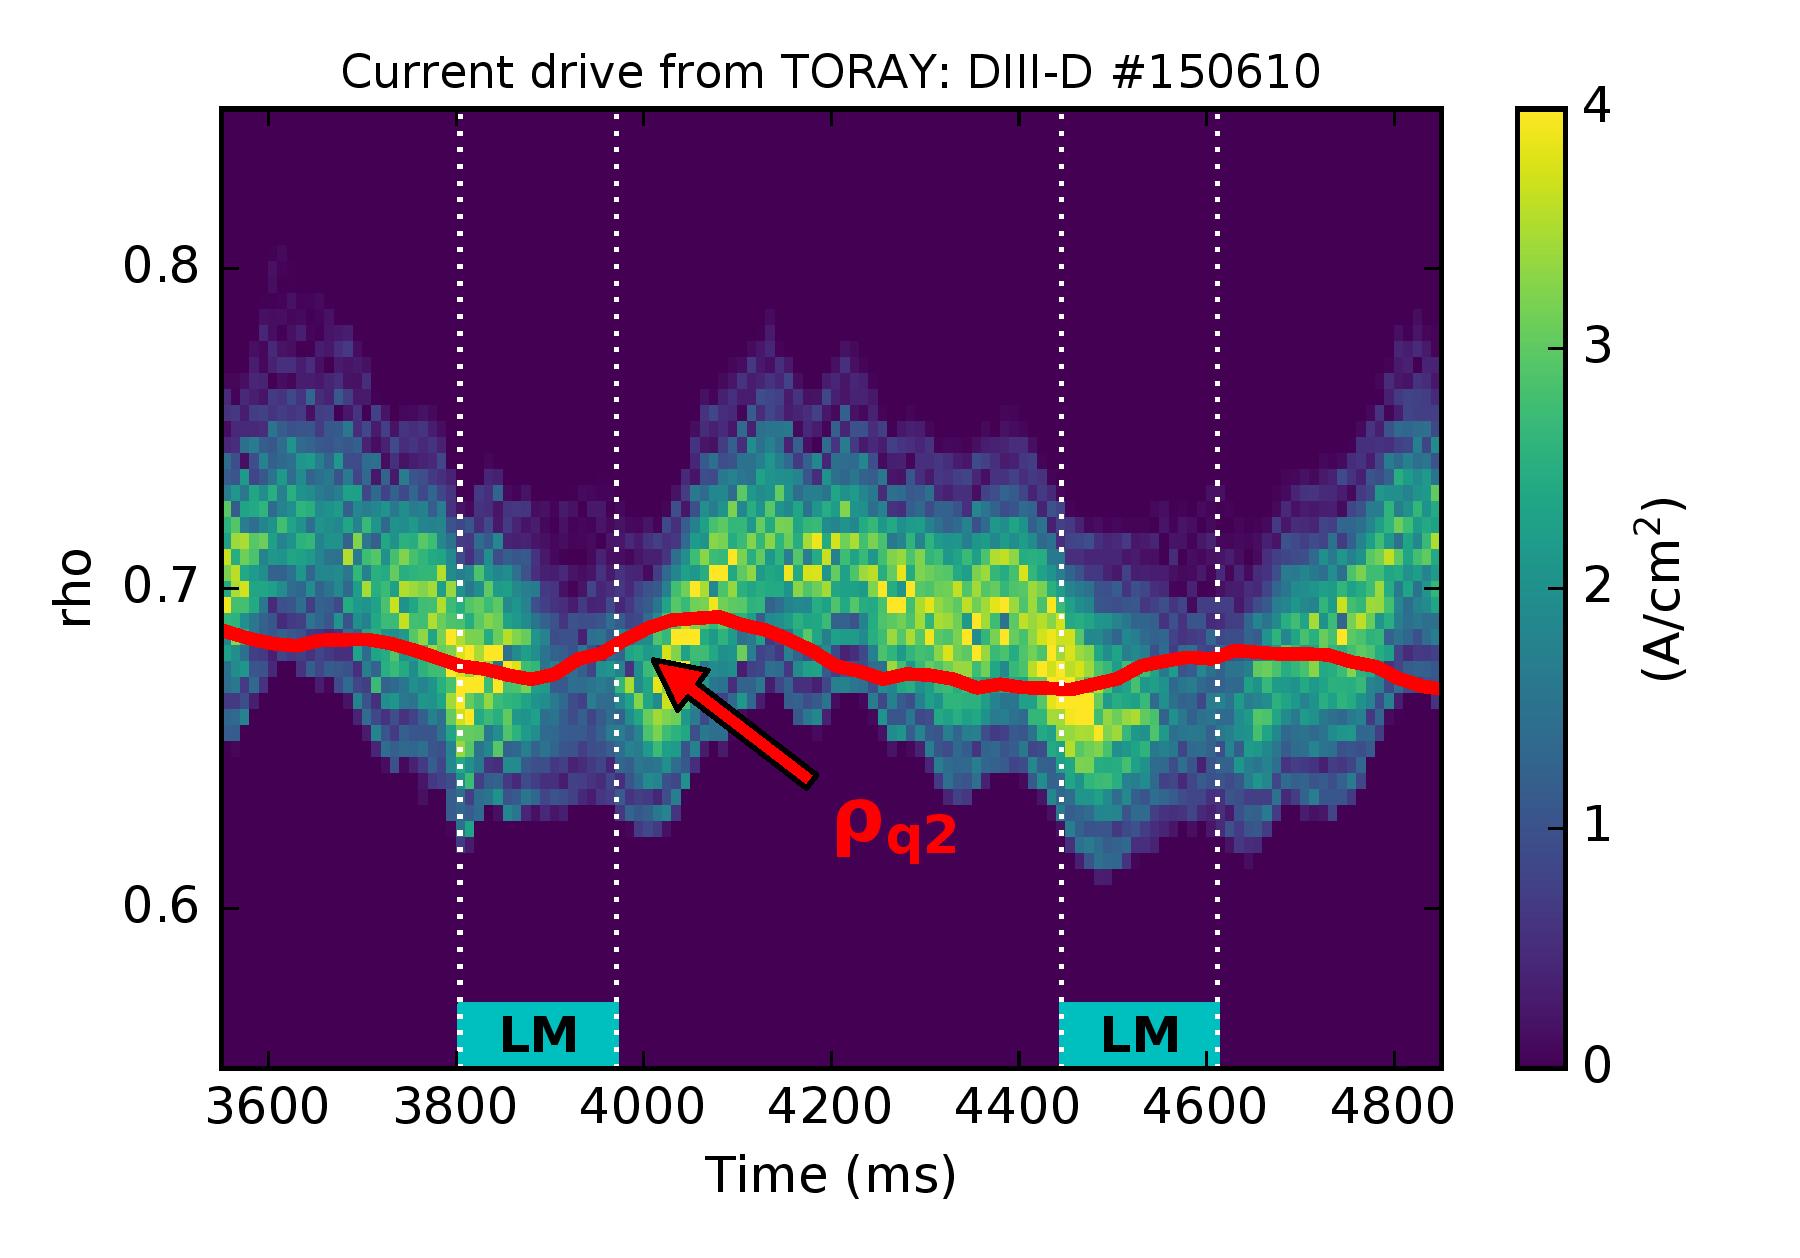 Current drive from TORAY: DIII-D #150610
4
0.8
3
rho
0.7
2
(A/cm²)
ρq2
1
0.6
LM
LM
0
3600 3800 4000 4200 4400 4600 4800
Time (ms)